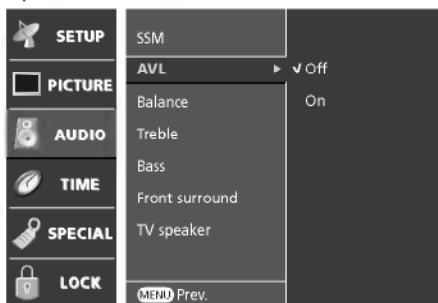 SETUP
PICTURE
AUDIO
TIME
SPECIAL
LOCK
SSM
AVL
Balance
Treble
Bass
Front surround
TV speaker
MENU Prev.
Off
On